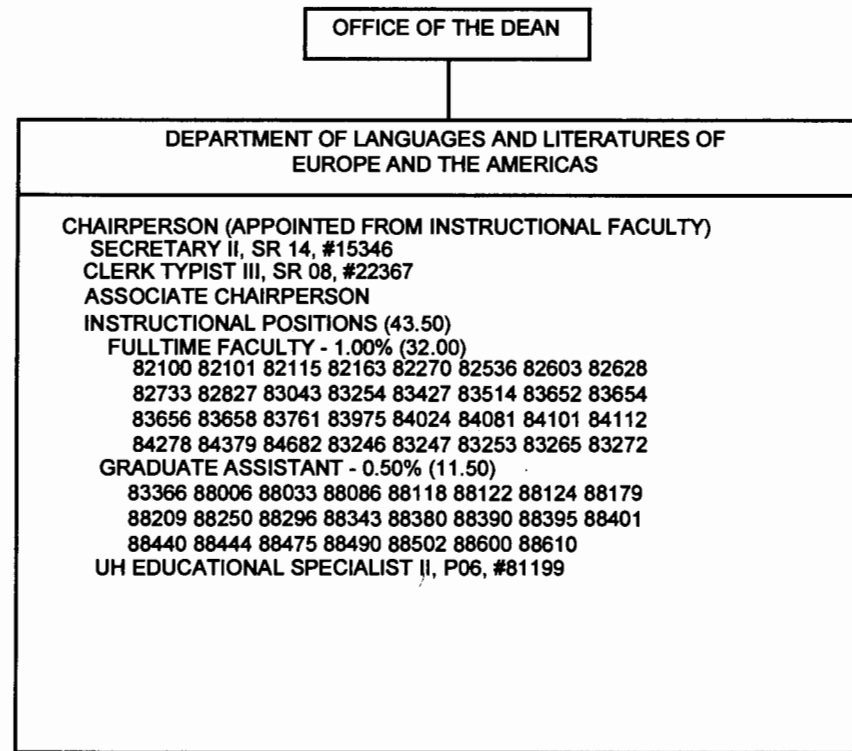 OFFICE OF THE DEAN
DEPARTMENT OF LANGUAGES AND LITERATURES OF
EUROPE AND THE AMERICAS
CHAIRPERSON (APPOINTED FROM INSTRUCTIONAL FACULTY)
SECRETARY II, SR 14, #15346
CLERK TYPIST III, SR 08, #22367
ASSOCIATE CHAIRPERSON
INSTRUCTIONAL POSITIONS (43.50)
FULLTIME FACULTY - 1.00% (32.00)
82100 82101 82115 82163 82270 82536 82603 82628
82733 82827 83043 83254 83427 83514 83652 83654
83656 83658 83761 83975 84024 84081 84101 84112
84278 84379 84682 83246 83247 83253 83265 83272
GRADUATE ASSISTANT - 0.50% (11.50)
83366 88006 88033 88086 88118 88122 88124 88179
88209 88250 88296 88343 88380 88390 88395 88401
88440 88444 88475 88490 88502 88600 88610
UH EDUCATIONAL SPECIALIST II, P06, #81199